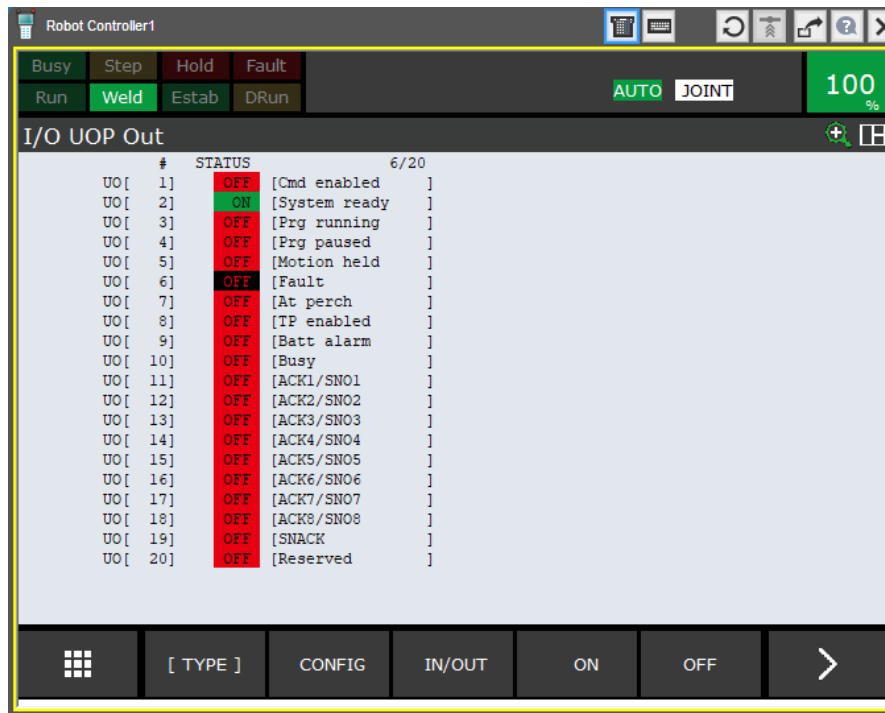 Robot Controller1
Busy Step Hold Fault
Run Weld Estab DRun
AUTO JOINT
100
%
I/O UOP Out
# STATUS 6/20
UO[ 1] OFF [Cmd enabled ]
UO[ 2] ON [System ready ]
UO[ 3] OFF [Prg running ]
UO[ 4] OFF [Prg paused ]
UO[ 5] OFF [Motion held ]
UO[ 6] OFF [Fault ]
UO[ 7] OFF [At perch ]
UO[ 8] OFF [TP enabled ]
UO[ 9] OFF [Batt alarm ]
UO[ 10] OFF [Busy ]
UO[ 11] OFF [ACK1/SNO1 ]
UO[ 12] OFF [ACK2/SNO2 ]
UO[ 13] OFF [ACK3/SNO3 ]
UO[ 14] OFF [ACK4/SNO4 ]
UO[ 15] OFF [ACK5/SNO5 ]
UO[ 16] OFF [ACK6/SNO6 ]
UO[ 17] OFF [ACK7/SNO7 ]
UO[ 18] OFF [ACK8/SNO8 ]
UO[ 19] OFF [SNACK ]
UO[ 20] OFF [Reserved ]
[ TYPE ] CONFIG IN/OUT ON OFF